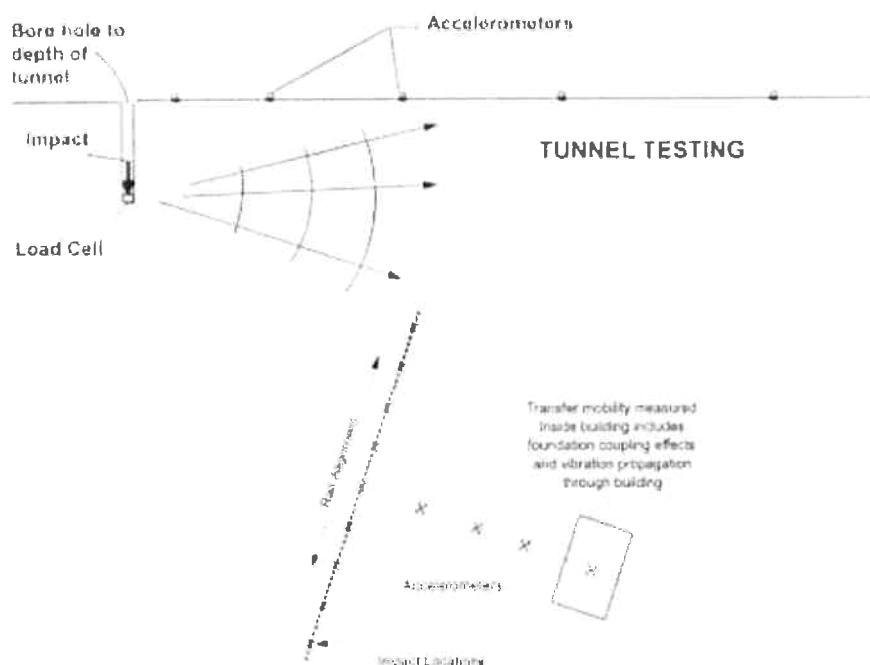 Bore hole to
depth of
tunnel
Accelerometers
Impact
TUNNEL TESTING
Load Cell
Rail Alignment
Transfer mobility measured
inside building includes
foundation coupling effects
and vibration propagation
through building
Accelerometers
Impact Locations